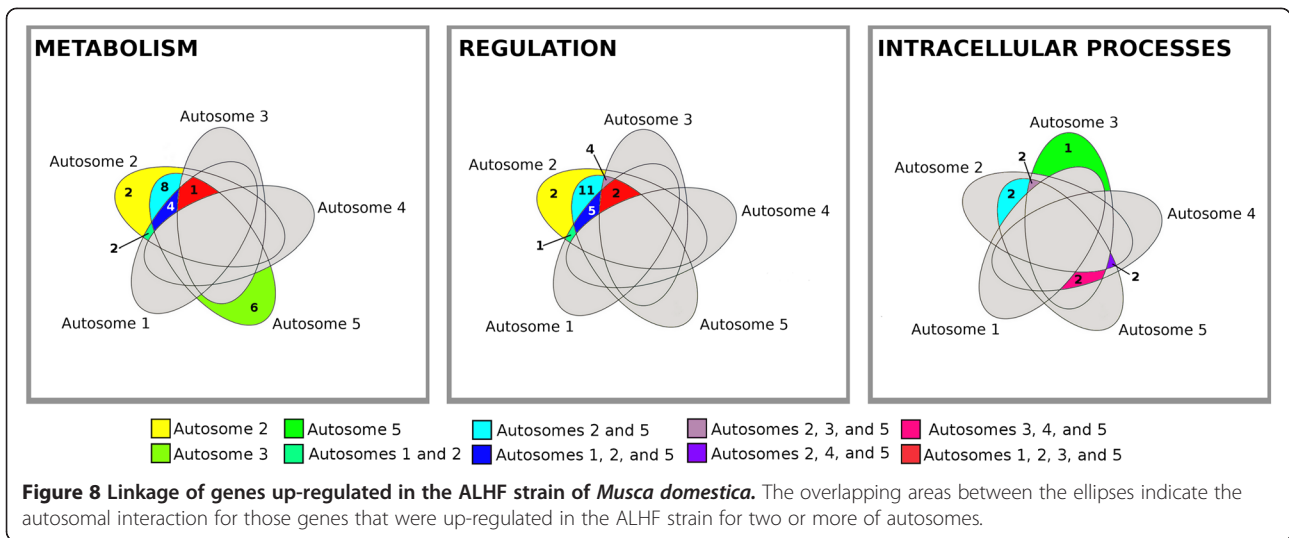 METABOLISM
Autosome 3
Autosome 2
Autosome 4
2
8
1
4
2
6
Autosome 1
Autosome 5
REGULATION
Autosome 3
4
Autosome 2
Autosome 4
2
11
2
5
1
Autosome 1
Autosome 5
INTRACELLULAR PROCESSES
Autosome 3
1
2
Autosome 2
Autosome 4
2
2
2
Autosome 1
Autosome 5
Autosome 2
Autosome 5
Autosomes 2 and 5
Autosomes 2, 3, and 5
Autosomes 3, 4, and 5
Autosome 3
Autosomes 1 and 2
Autosomes 1, 2, and 5
Autosomes 2, 4, and 5
Autosomes 1, 2, 3, and 5
Figure 8 Linkage of genes up-regulated in the ALHF strain of Musca domestica. The overlapping areas between the ellipses indicate the
autosomal interaction for those genes that were up-regulated in the ALHF strain for two or more of autosomes.